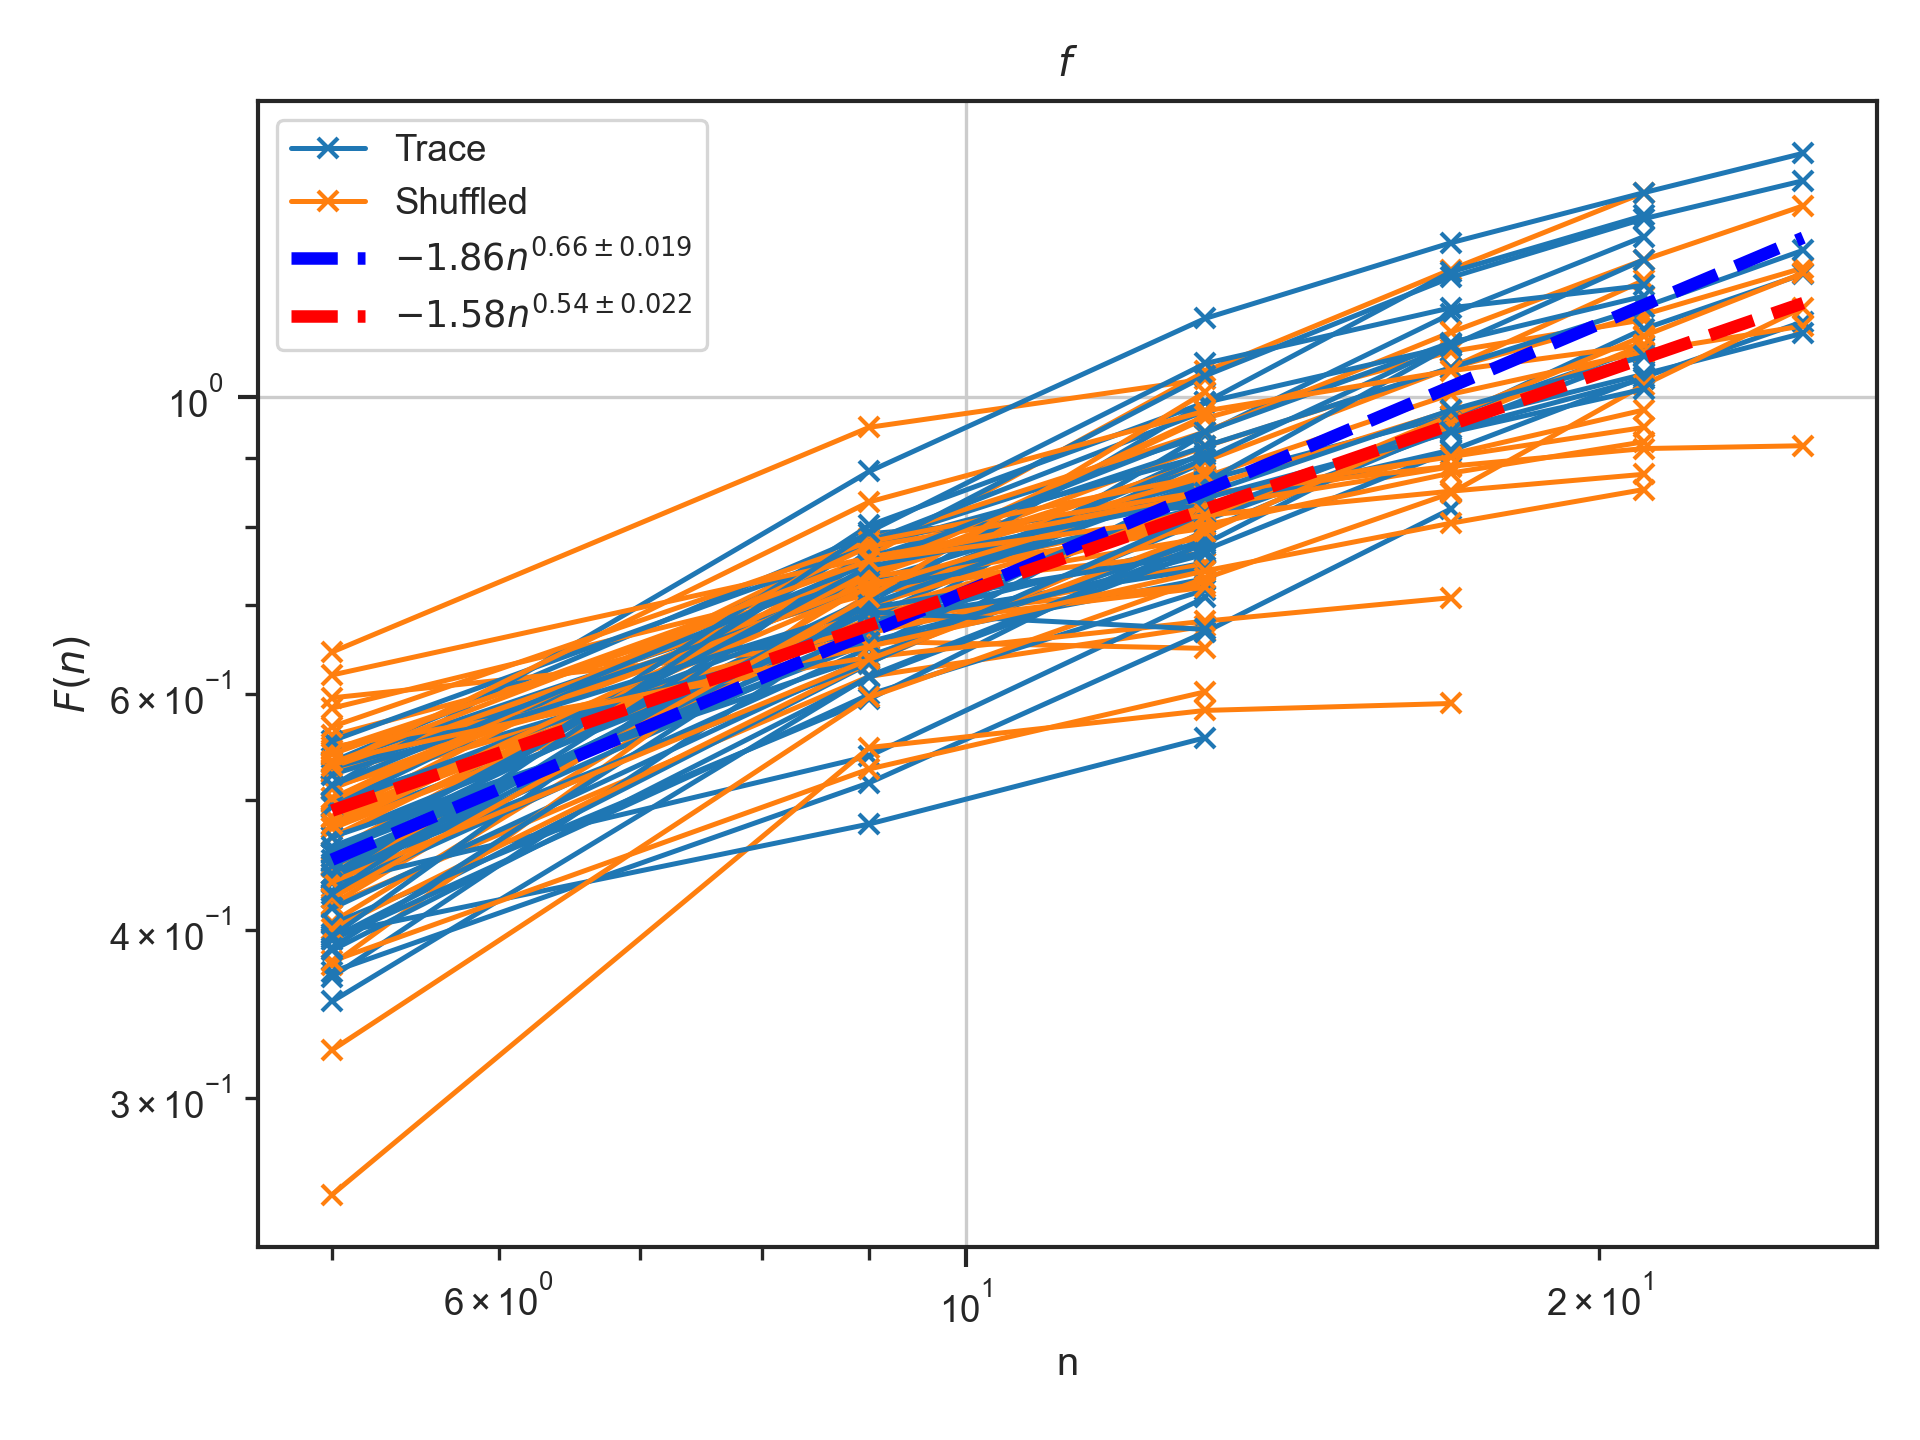 f
Trace
Shuffled
−1.86n^{0.66±0.019}
−1.58n^{0.54±0.022}
10^0
6×10^{−1}
4×10^{−1}
3×10^{−1}
F(n)
6×10^0
10^1
2×10^1
n